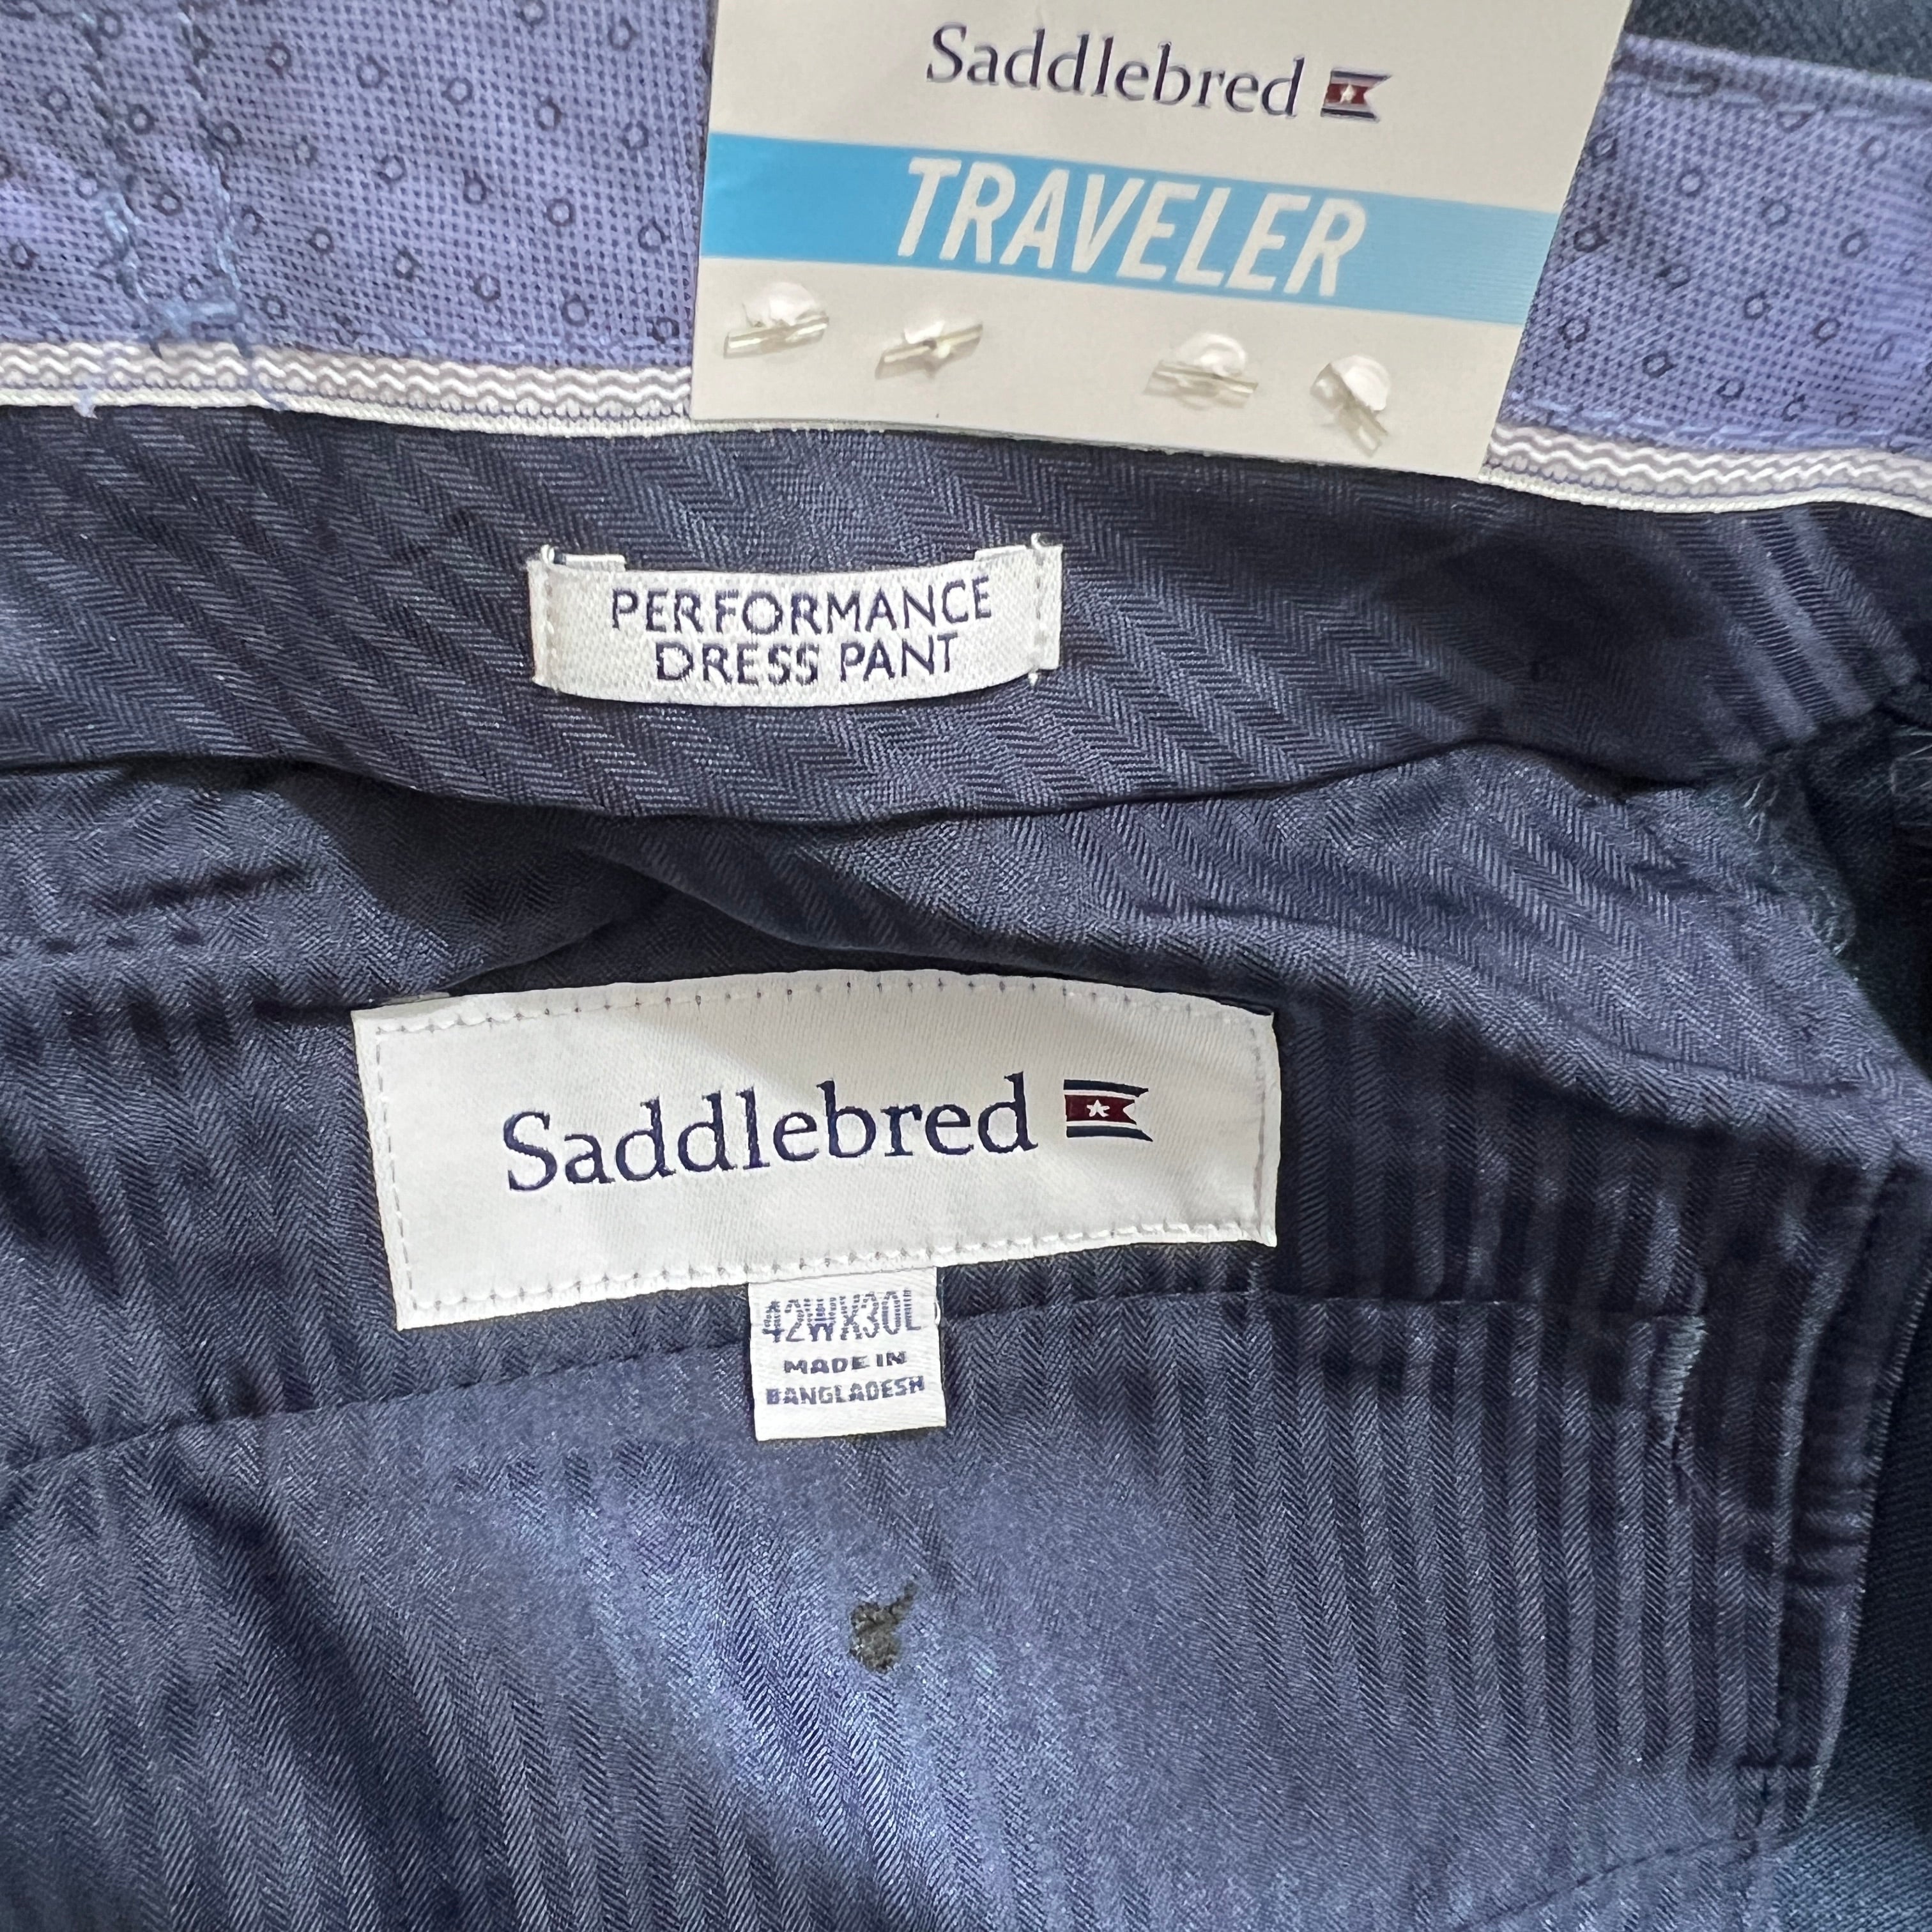 Saddlebred
TRAVELER
PERFORMANCE
DRESS PANT
Saddlebred
42WX30L
MADE IN
BANGLADESH